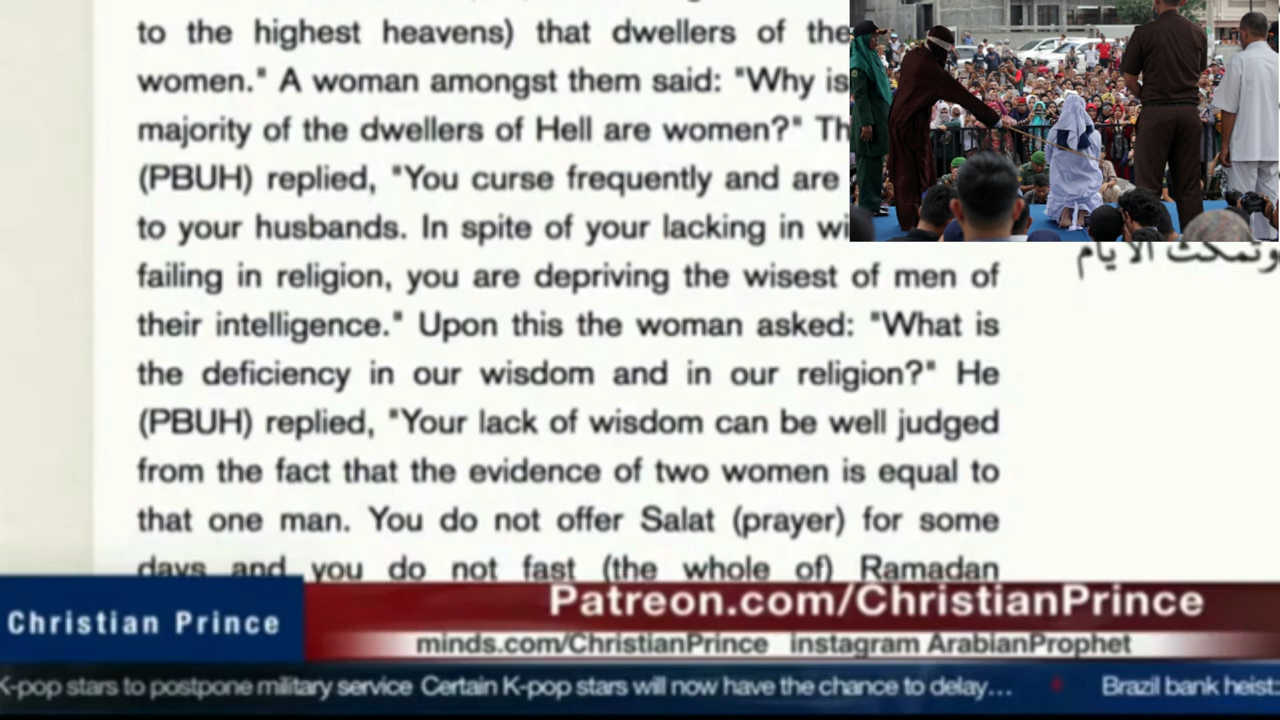 to the highest heavens) that dwellers of the
women." A woman amongst them said: "Why is
majority of the dwellers of Hell are women?" Th
(PBUH) replied, "You curse frequently and are
to your husbands. In spite of your lacking in wi
وتمكث الأيام
failing in religion, you are depriving the wisest of men of
their intelligence." Upon this the woman asked: "What is
the deficiency in our wisdom and in our religion?" He
(PBUH) replied, "Your lack of wisdom can be well judged
from the fact that the evidence of two women is equal to
that one man. You do not offer Salat (prayer) for some
days and you do not fast (the whole of) Ramadan
Christian Prince
Patreon.com/ChristianPrince
minds.com/ChristianPrince instagram ArabianProphet
K-pop stars to postpone military service Certain K-pop stars will now have the chance to delay... Brazil bank heist: